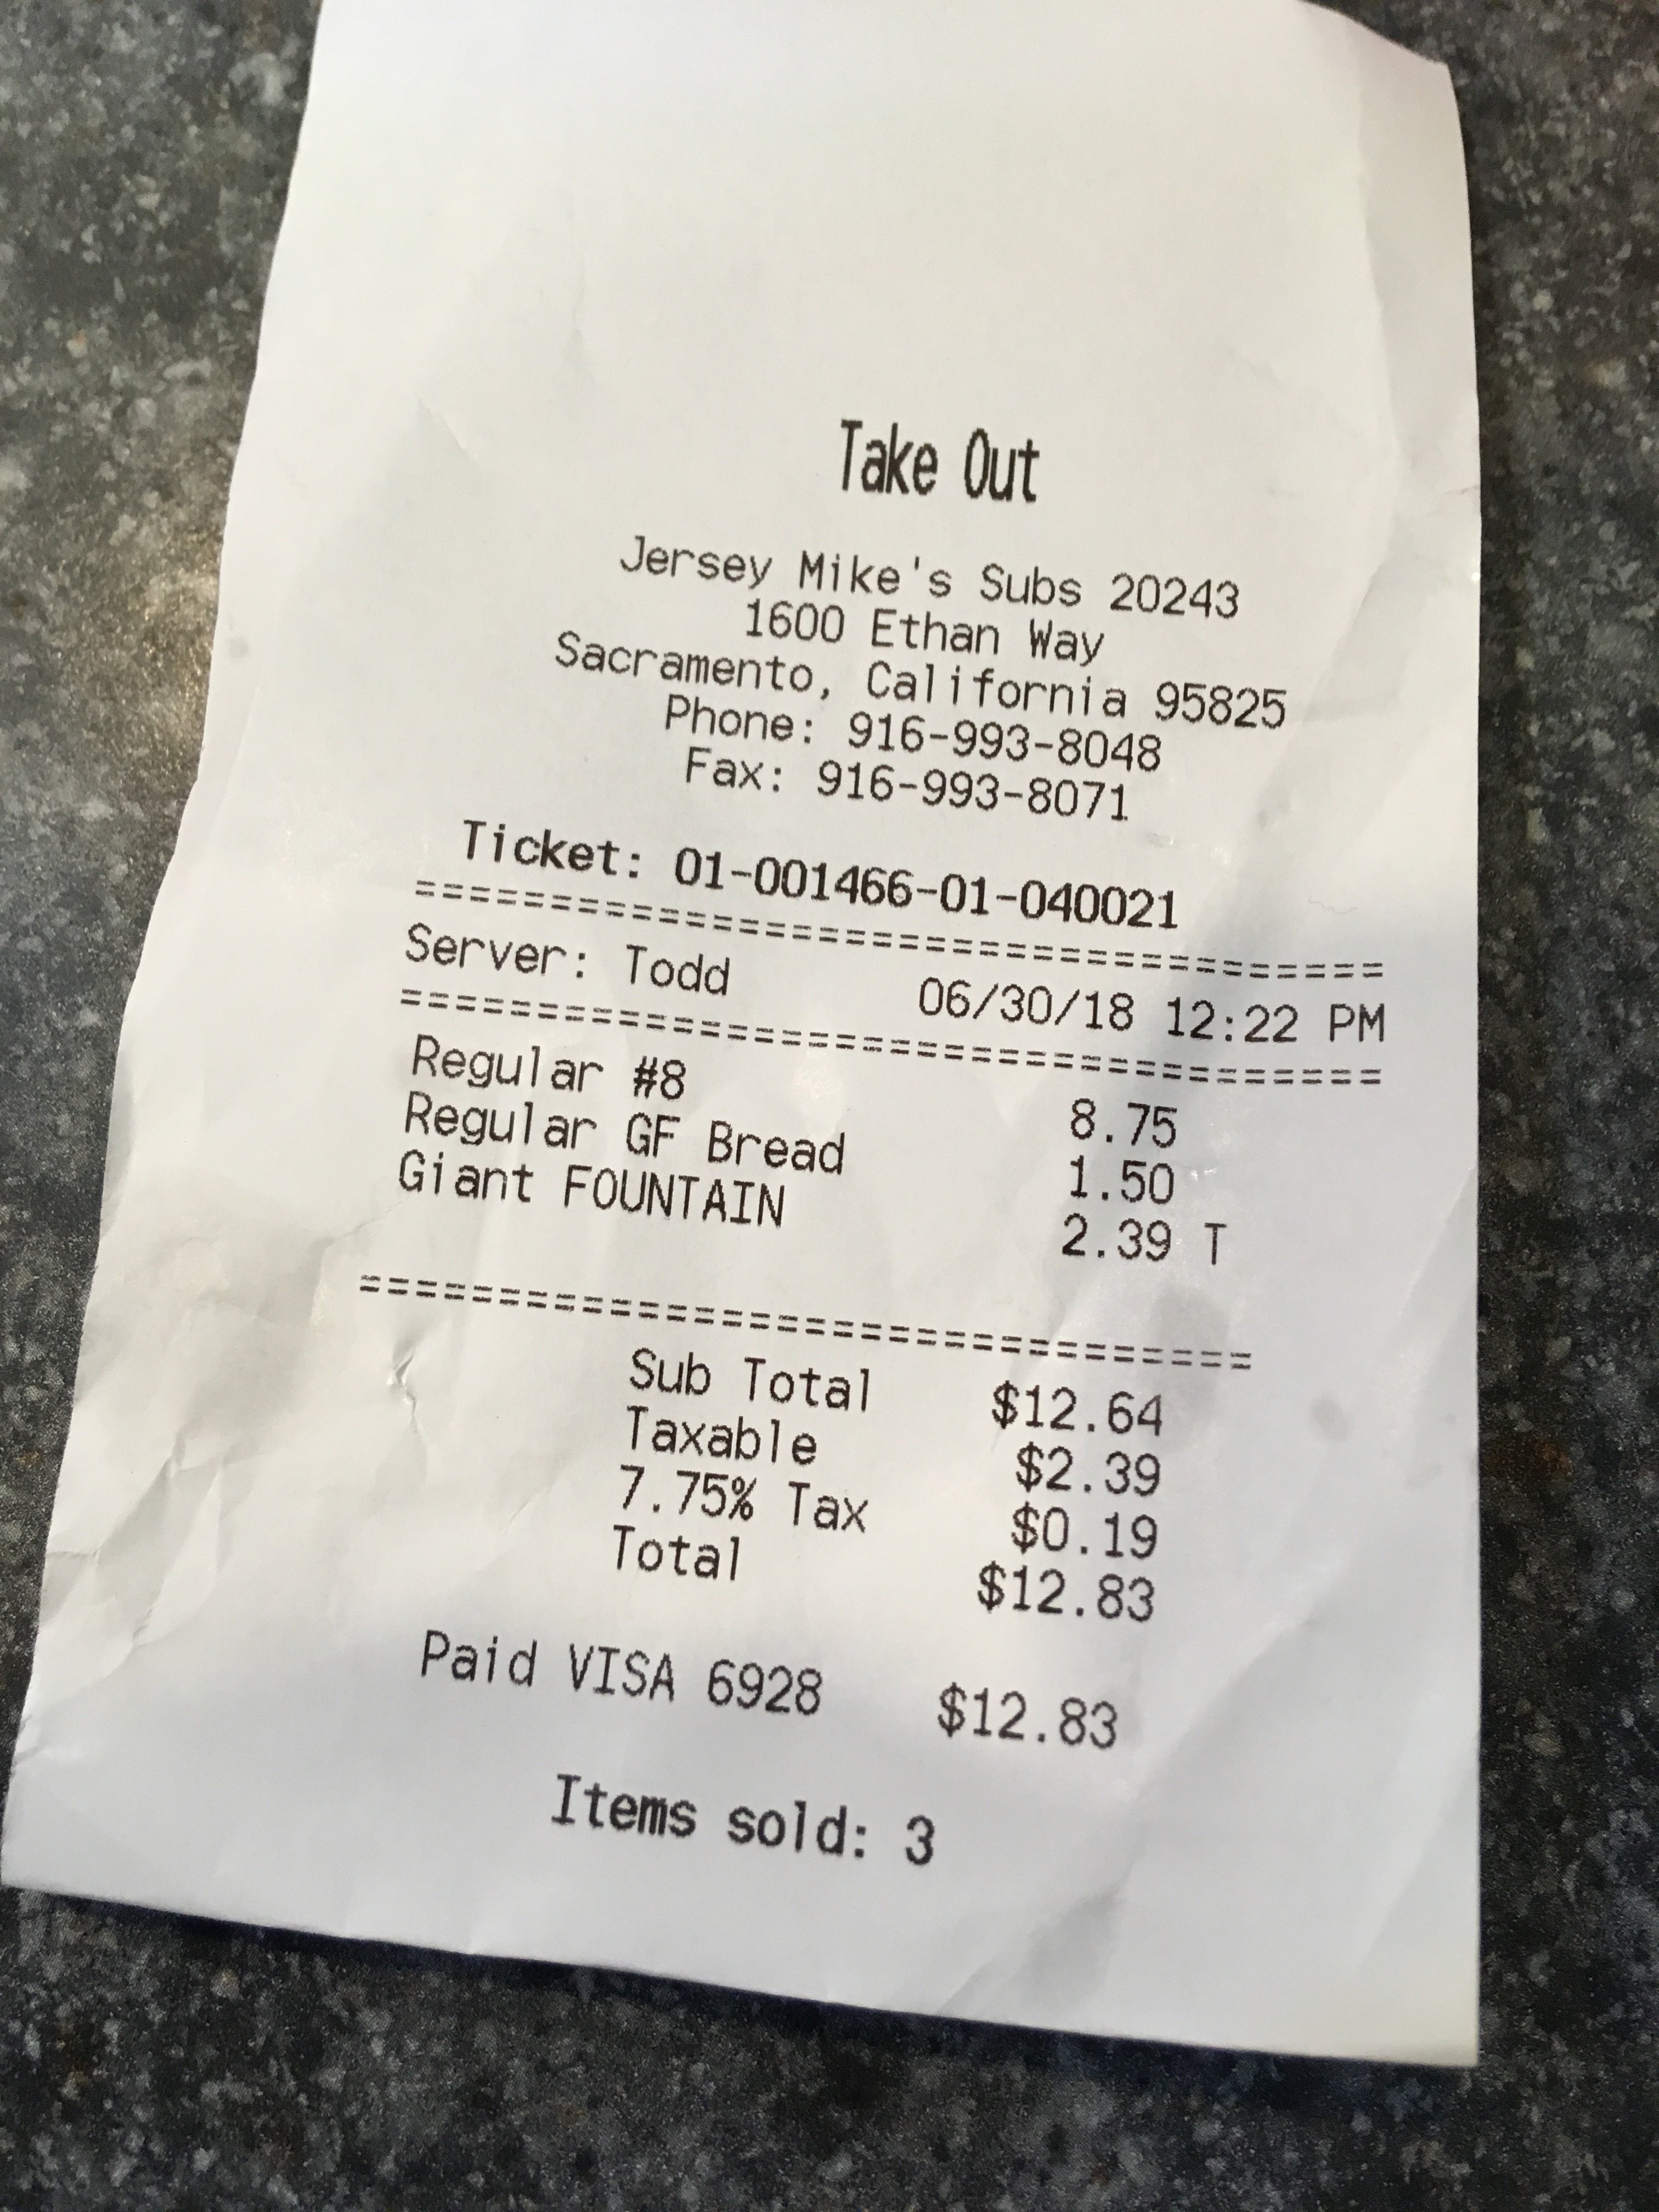 Take Out
Jersey Mike's Subs 20243
1600 Ethan Way
Sacramento, California 95825
Phone: 916-993-8048
Fax: 916-993-8071
Ticket: 01-001466-01-040021
===================================
Server: Todd 06/30/18 12:22 PM
===================================
Regular #8 8.75
Regular GF Bread 1.50
Giant FOUNTAIN 2.39 T
================================
Sub Total $12.64
Taxable $2.39
7.75% Tax $0.19
Total $12.83
Paid VISA 6928 $12.83
Items sold: 3